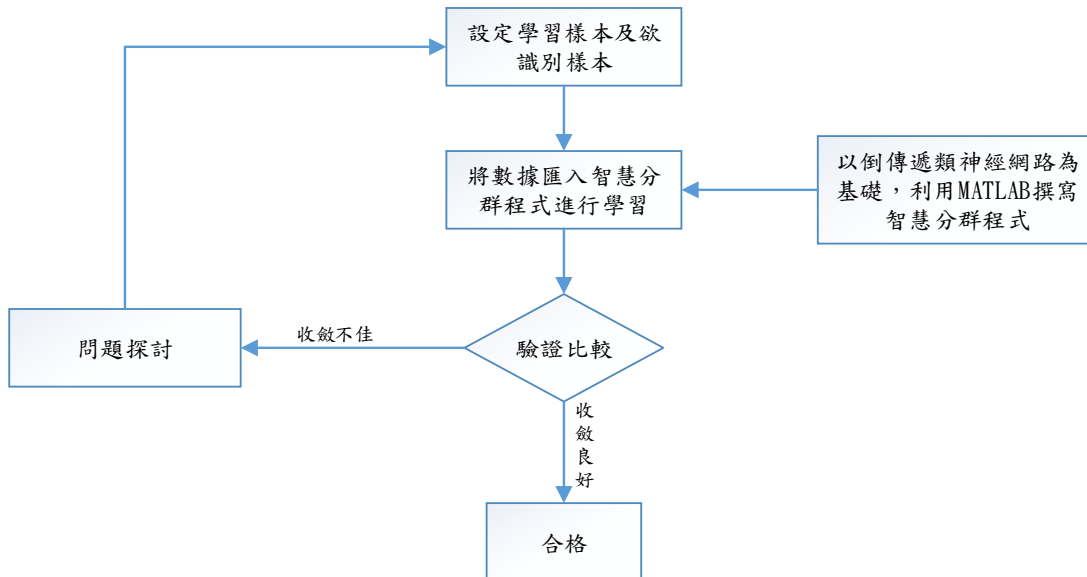 設定學習樣本及欲
識別樣本
將數據匯入智慧分
群程式進行學習
以倒傳遞類神經網路為
基礎，利用MATLAB撰寫
智慧分群程式
問題探討
收斂不佳
驗證比較
收斂良好
合格